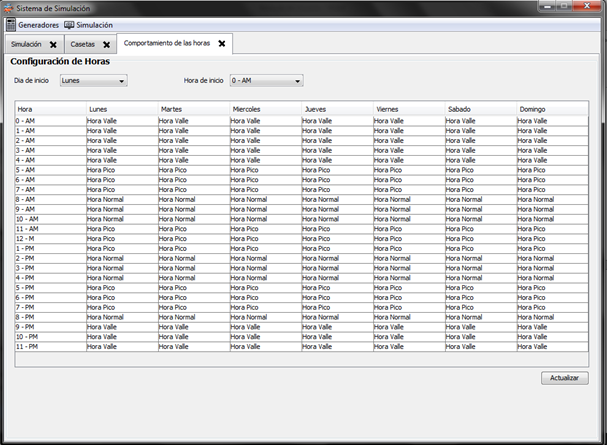 Sistema de Simulación
Generadores Simulación
Simulación Casetas Comportamiento de las horas
Configuración de Horas
Dia de inicio Lunes Hora de inicio 0 - AM
Hora Lunes Martes Miercoles Jueves Viernes Sabado Domingo
0 - AM Hora Valle Hora Valle Hora Valle Hora Valle Hora Valle Hora Valle Hora Valle
1 - AM Hora Valle Hora Valle Hora Valle Hora Valle Hora Valle Hora Valle Hora Valle
2 - AM Hora Valle Hora Valle Hora Valle Hora Valle Hora Valle Hora Valle Hora Valle
3 - AM Hora Valle Hora Valle Hora Valle Hora Valle Hora Valle Hora Valle Hora Valle
4 - AM Hora Valle Hora Valle Hora Valle Hora Valle Hora Valle Hora Valle Hora Valle
5 - AM Hora Pico Hora Pico Hora Pico Hora Pico Hora Pico Hora Pico Hora Pico
6 - AM Hora Pico Hora Pico Hora Pico Hora Pico Hora Pico Hora Pico Hora Pico
7 - AM Hora Pico Hora Pico Hora Pico Hora Pico Hora Pico Hora Pico Hora Pico
8 - AM Hora Normal Hora Normal Hora Normal Hora Normal Hora Normal Hora Normal Hora Normal
9 - AM Hora Normal Hora Normal Hora Normal Hora Normal Hora Normal Hora Normal Hora Normal
10 - AM Hora Normal Hora Normal Hora Normal Hora Normal Hora Normal Hora Normal Hora Normal
11 - AM Hora Pico Hora Pico Hora Pico Hora Pico Hora Pico Hora Pico Hora Pico
12 - M Hora Pico Hora Pico Hora Pico Hora Pico Hora Pico Hora Pico Hora Pico
1 - PM Hora Pico Hora Pico Hora Pico Hora Pico Hora Pico Hora Pico Hora Pico
2 - PM Hora Normal Hora Normal Hora Normal Hora Normal Hora Normal Hora Normal Hora Normal
3 - PM Hora Normal Hora Normal Hora Normal Hora Normal Hora Normal Hora Normal Hora Normal
4 - PM Hora Normal Hora Normal Hora Normal Hora Normal Hora Normal Hora Normal Hora Normal
5 - PM Hora Pico Hora Pico Hora Pico Hora Pico Hora Pico Hora Pico Hora Pico
6 - PM Hora Pico Hora Pico Hora Pico Hora Pico Hora Pico Hora Pico Hora Pico
7 - PM Hora Pico Hora Pico Hora Pico Hora Pico Hora Pico Hora Pico Hora Pico
8 - PM Hora Normal Hora Normal Hora Normal Hora Normal Hora Normal Hora Normal Hora Normal
9 - PM Hora Valle Hora Valle Hora Valle Hora Valle Hora Valle Hora Valle Hora Valle
10 - PM Hora Valle Hora Valle Hora Valle Hora Valle Hora Valle Hora Valle Hora Valle
11 - PM Hora Valle Hora Valle Hora Valle Hora Valle Hora Valle Hora Valle Hora Valle
Actualizar